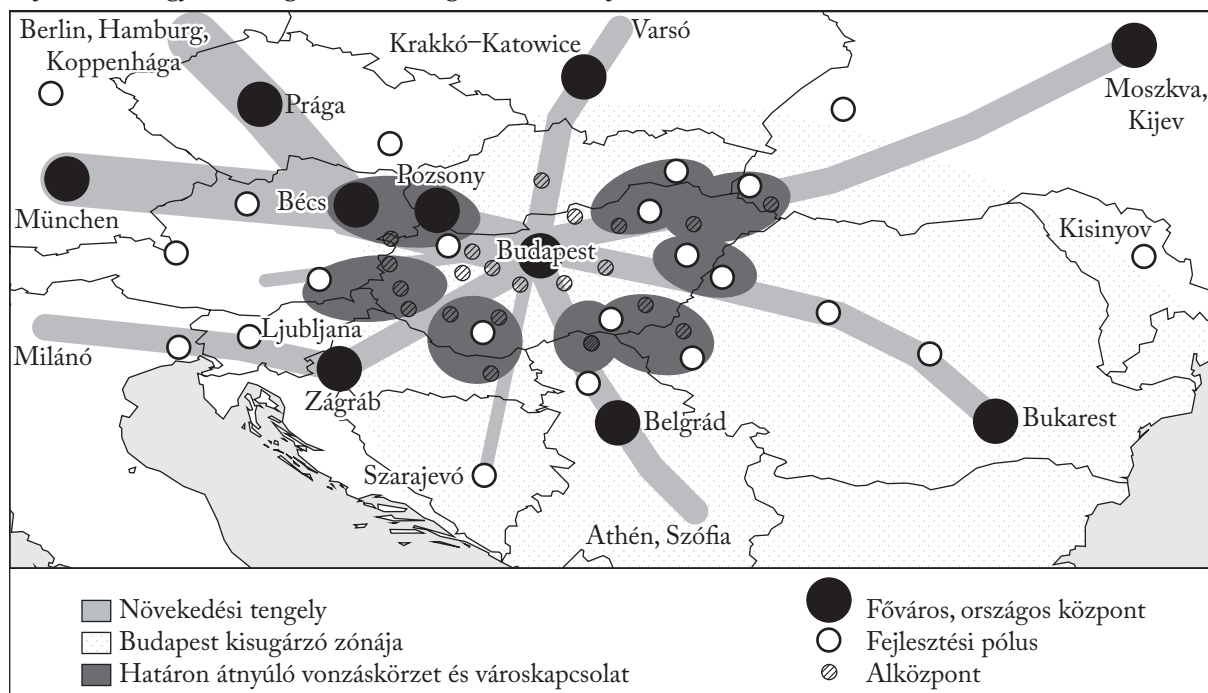 Berlin, Hamburg,
Koppenhága
Prága
Krakkó–Katowice
Varsó
Moszkva,
Kijev
München
Bécs
Pozsony
Budapest
Kisinyov
Milánó
Ljubljana
Zágráb
Belgrád
Bukarest
Szarajevó
Athén, Szófia
Növekedési tengely
Budapest kisugárzó zónája
Határon átnyúló vonzáskörzet és városkapcsolat
Főváros, országos központ
Fejlesztési pólus
Alközpont